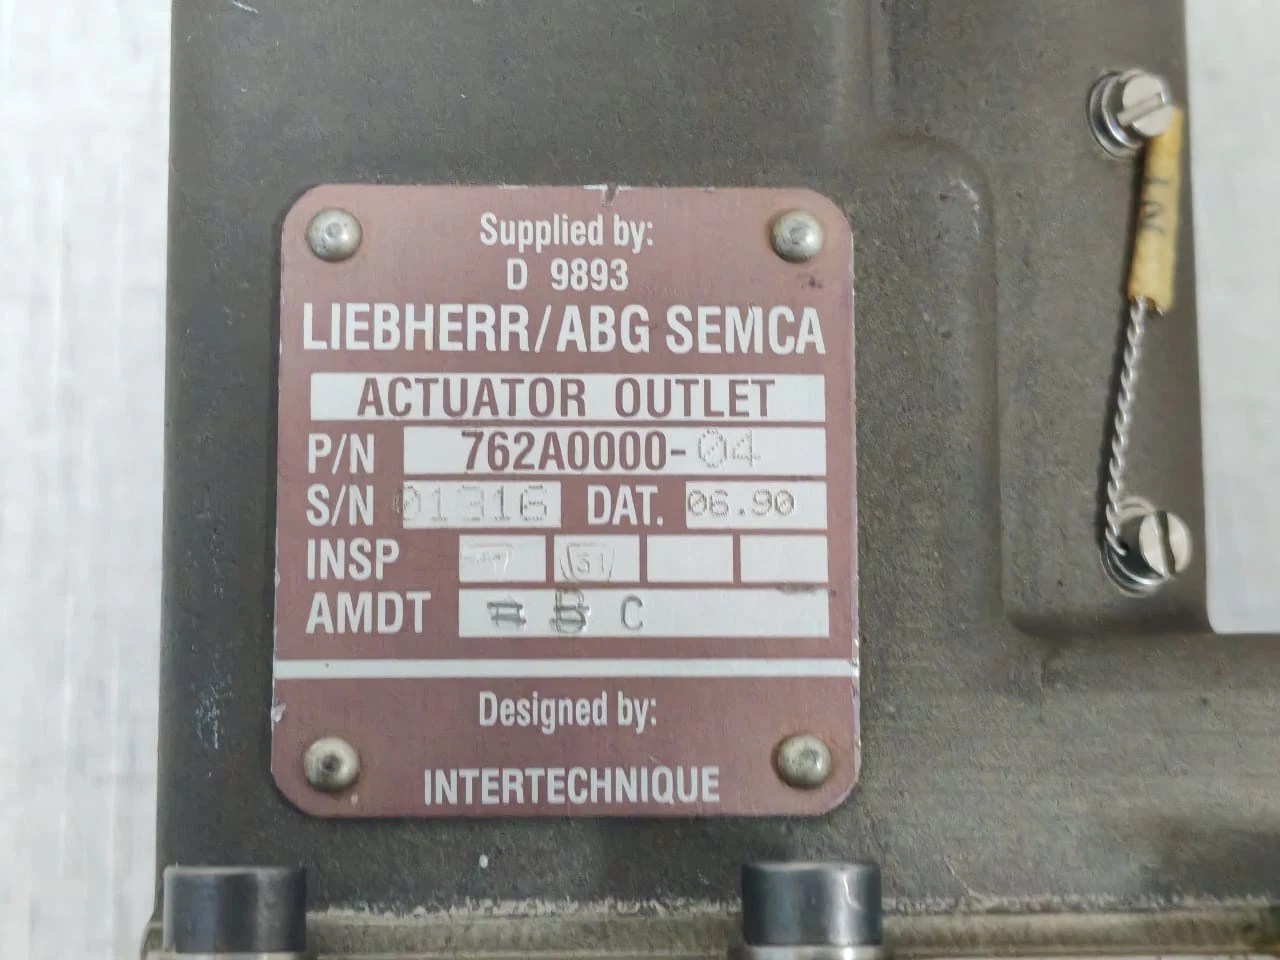 Supplied by:
D 9893
LIEBHERR/ABG SEMCA
ACTUATOR OUTLET
P/N 762A0000-04
S/N 01316 DAT. 06.90
INSP 51
AMDT C
Designed by:
INTERTECHNIQUE